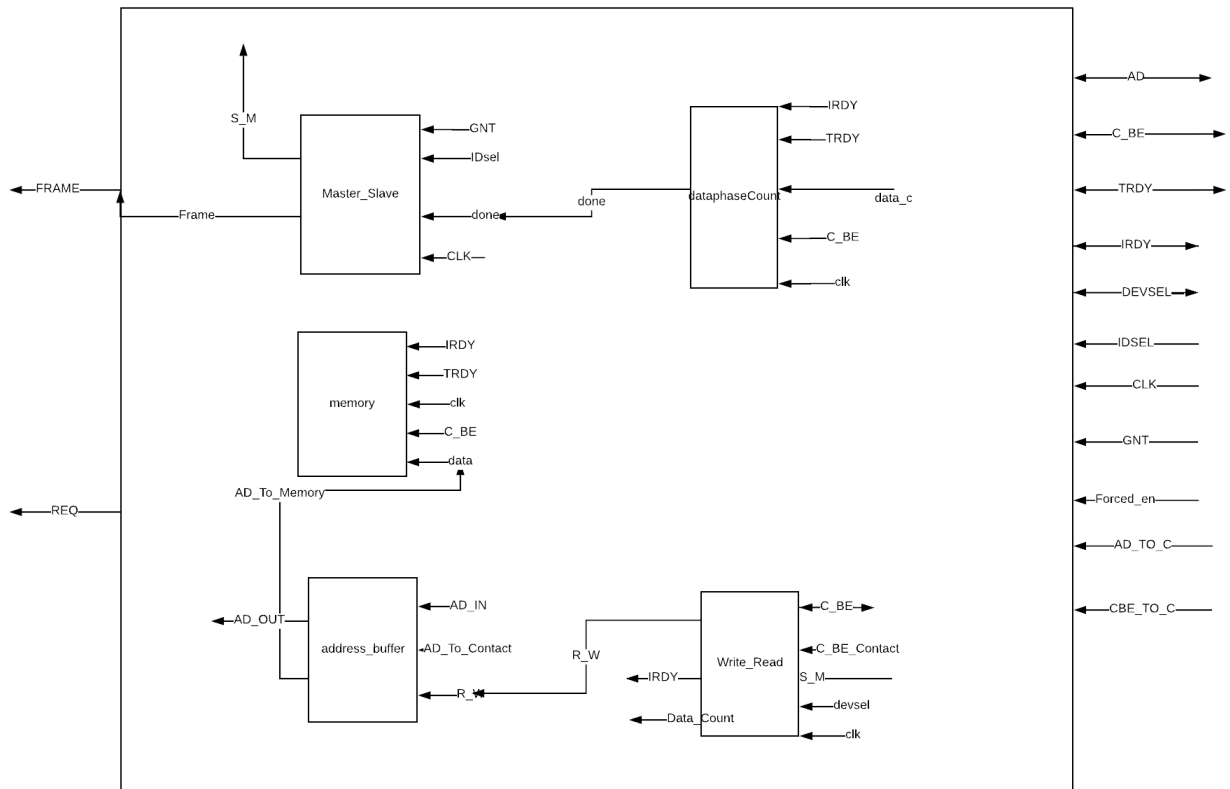 AD
IRDY
S_M
GNT
C_BE
TRDY
IDsel
FRAME
Master_Slave
dataphaseCount
TRDY
data_c
done
Frame
done
C_BE
IRDY
CLK
clk
DEVSEL
IDSEL
IRDY
TRDY
CLK
memory
clk
C_BE
GNT
data
AD_To_Memory
Forced_en
REQ
AD_TO_C
AD_IN
C_BE
CBE_TO_C
AD_OUT
address_buffer
AD_To_Contact
C_BE_Contact
R_W
Write_Read
IRDY
S_M
R_W
devsel
Data_Count
clk